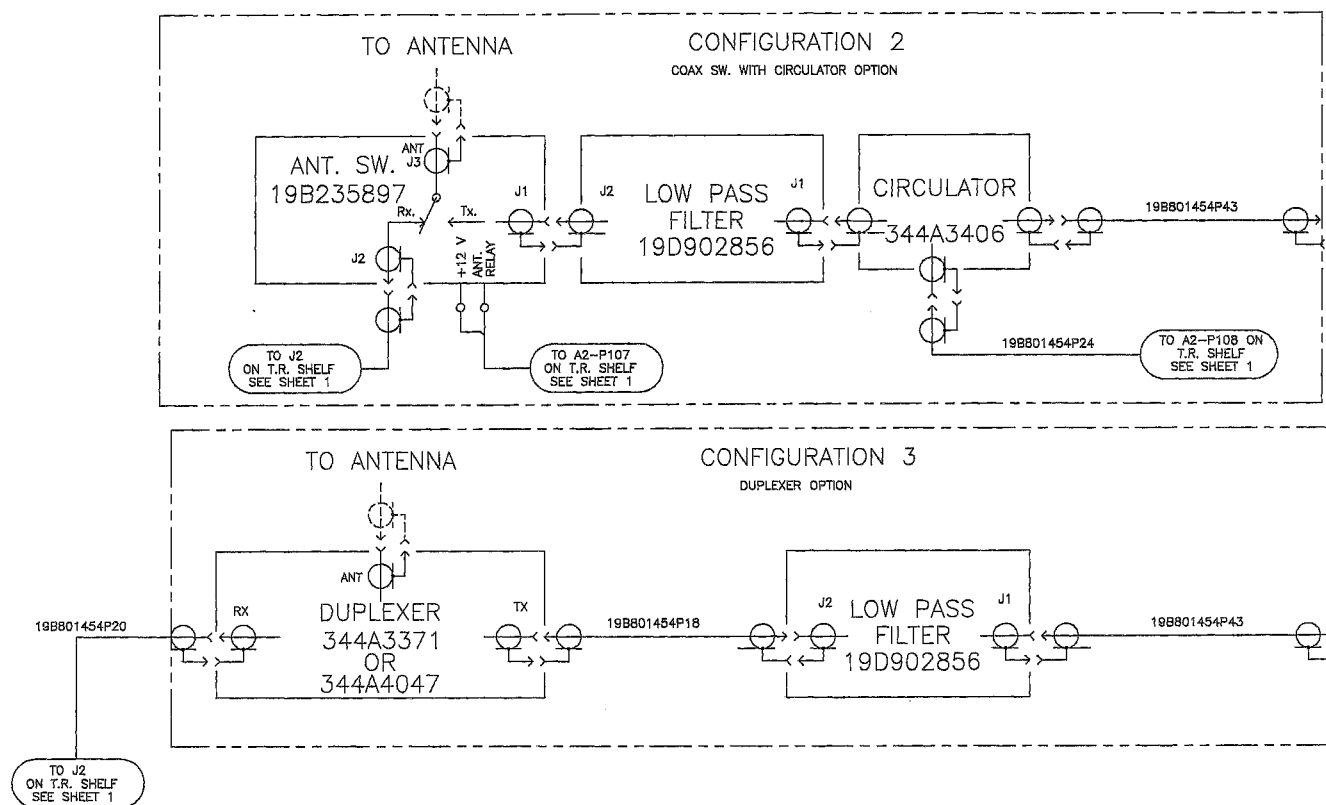 TO ANTENNA
CONFIGURATION 2
COAX SW. WITH CIRCULATOR OPTION
ANT. SW.
19B235897
ANT
J3
Rx.
Tx.
J1
J2
+12 V
ANT.
RELAY
J2
LOW PASS
FILTER
19D902856
J1
CIRCULATOR
344A3406
19B801454P43
TO J2
ON T.R. SHELF
SEE SHEET 1
TO A2-P107
ON T.R. SHELF
SEE SHEET 1
19B801454P24
TO A2-P108 ON
T.R. SHELF
SEE SHEET 1
TO ANTENNA
CONFIGURATION 3
DUPLEXER OPTION
ANT
19B801454P20
RX
DUPLEXER
344A3371
OR
344A4047
TX
19B801454P18
J2
LOW PASS
FILTER
19D902856
J1
19B801454P43
TO J2
ON T.R. SHELF
SEE SHEET 1